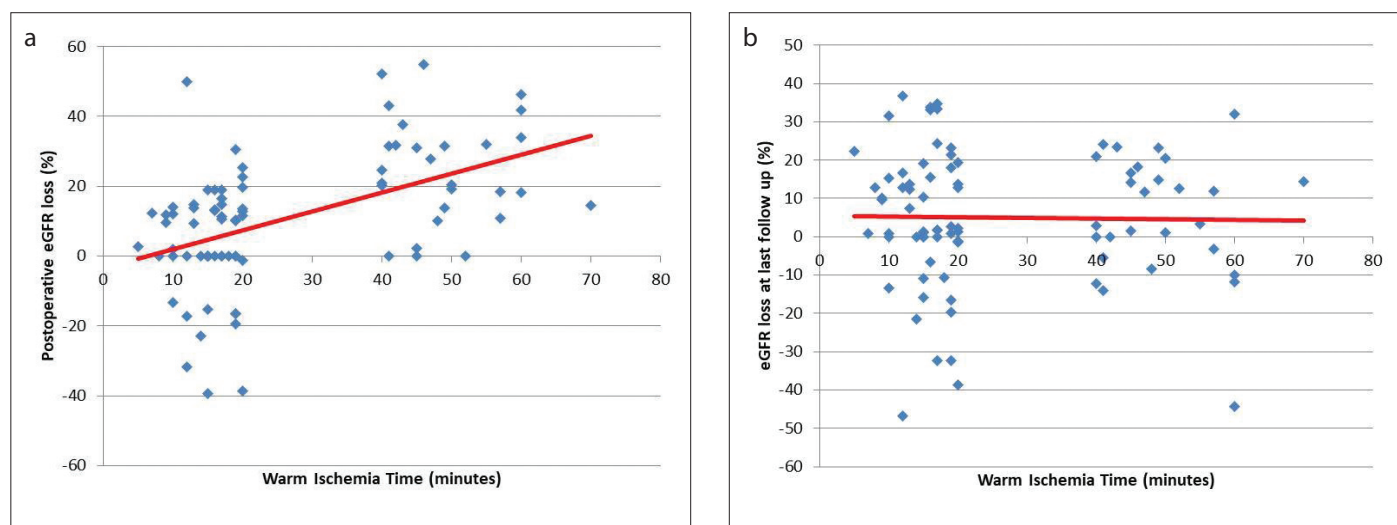 a
60
40
20
0
-20
-40
-60
0 10 20 30 40 50 60 70 80
Postoperative eGFR loss (%)
Warm Ischemia Time (minutes)
b
50
40
30
20
10
0
-10
-20
-30
-40
-50
-60
0 10 20 30 40 50 60 70 80
eGFR loss at last follow up (%)
Warm Ischemia Time (minutes)